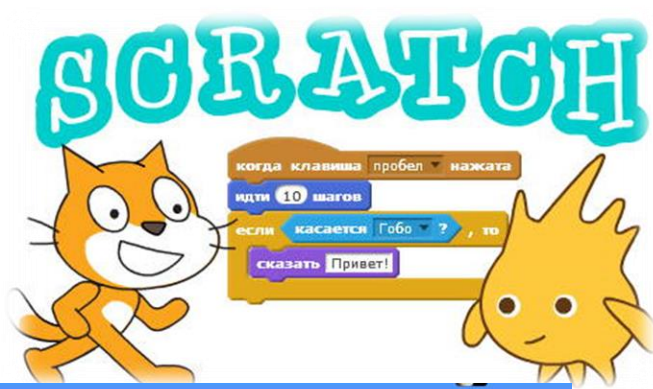 SCRATCH
когда клавиша пробел нажата
идти 10 шагов
если касается Гобо ? , то
сказать Привет!